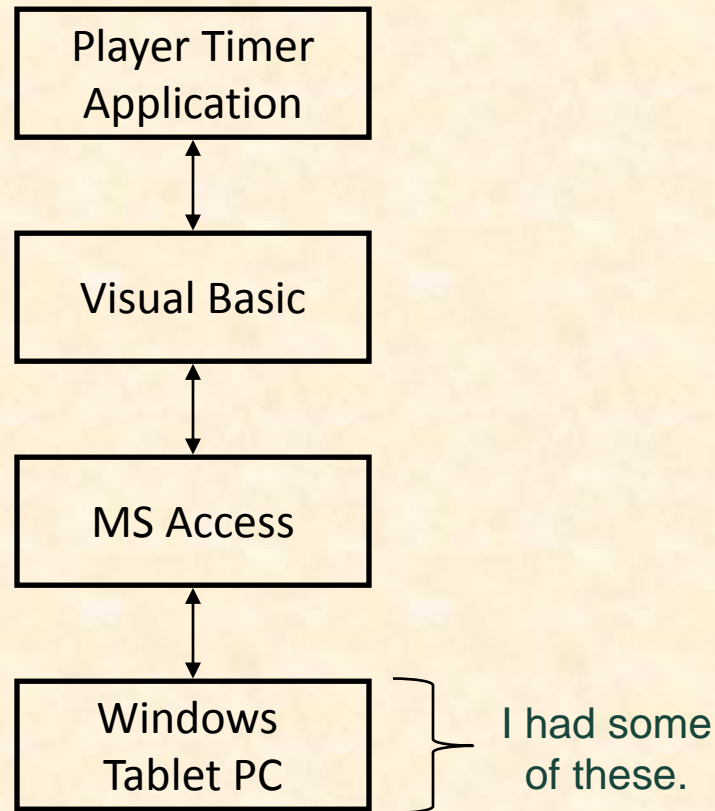 Player Timer
Application
Visual Basic
MS Access
Windows
Tablet PC
I had some
of these.